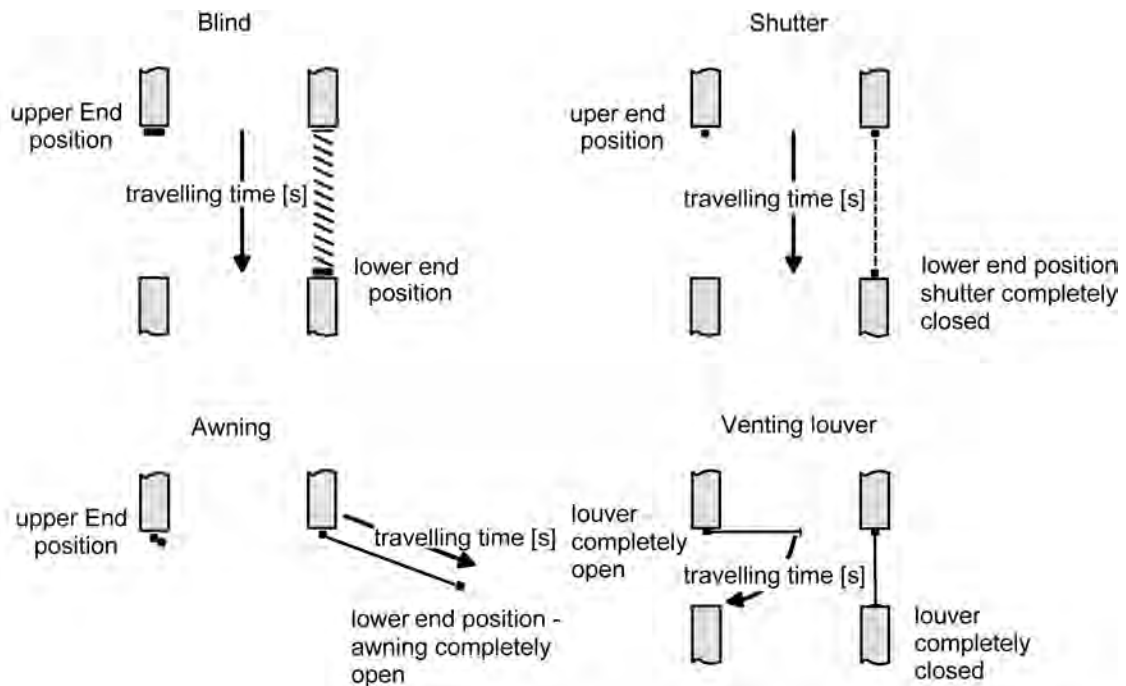 Blind
upper End
position
travelling time [s]
lower end
position
Shutter
uper end
position
travelling time [s]
lower end position
shutter completely
closed
Awning
upper End
position
travelling time [s]
lower end position -
awning completely
open
Venting louver
louver
completely
open
travelling time [s]
louver
completely
closed